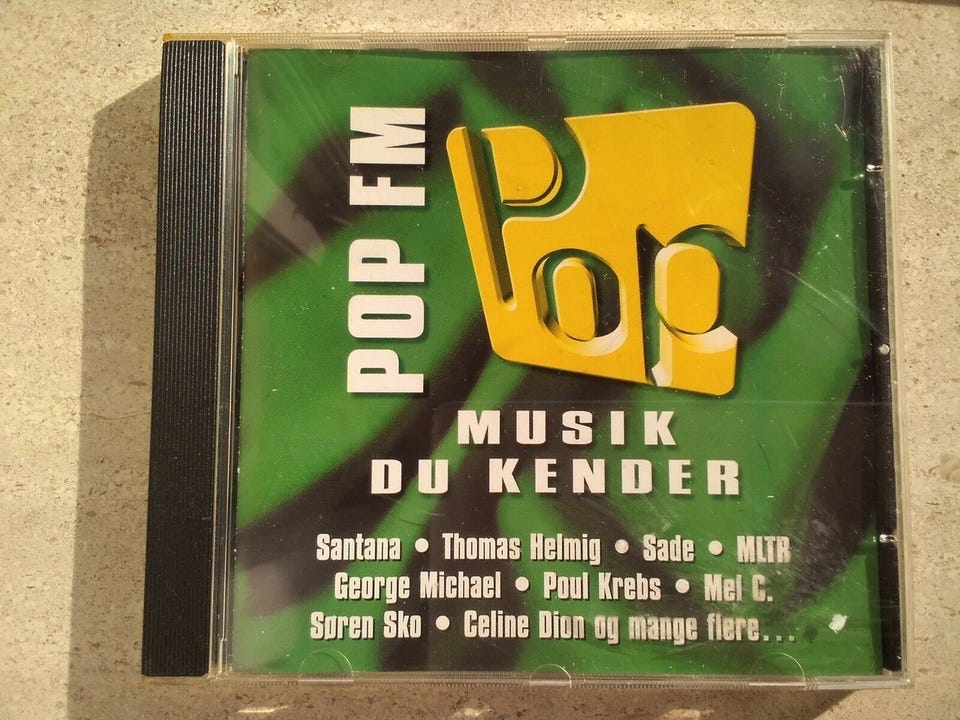 POP FM
Pop
MUSIK
DU KENDER
Santana • Thomas Helmig • Sade • MLTR
George Michael • Poul Krebs • Mel C.
Søren Sko • Celine Dion og mange flere...